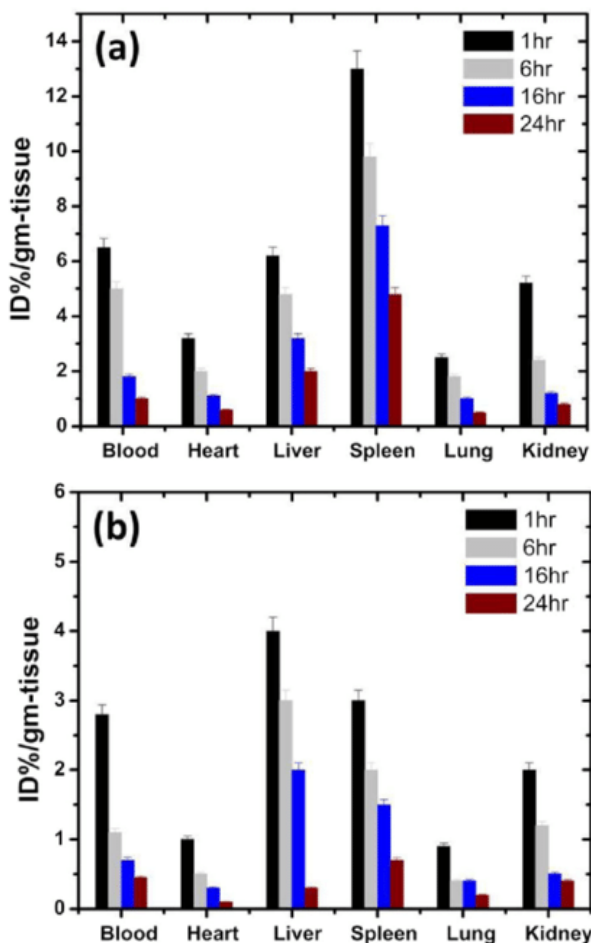 (a)
1hr
6hr
16hr
24hr
ID%/gm-tissue
14
12
10
8
6
4
2
0
Blood Heart Liver Spleen Lung Kidney
(b)
1hr
6hr
16hr
24hr
ID%/gm-tissue
6
5
4
3
2
1
0
Blood Heart Liver Spleen Lung Kidney